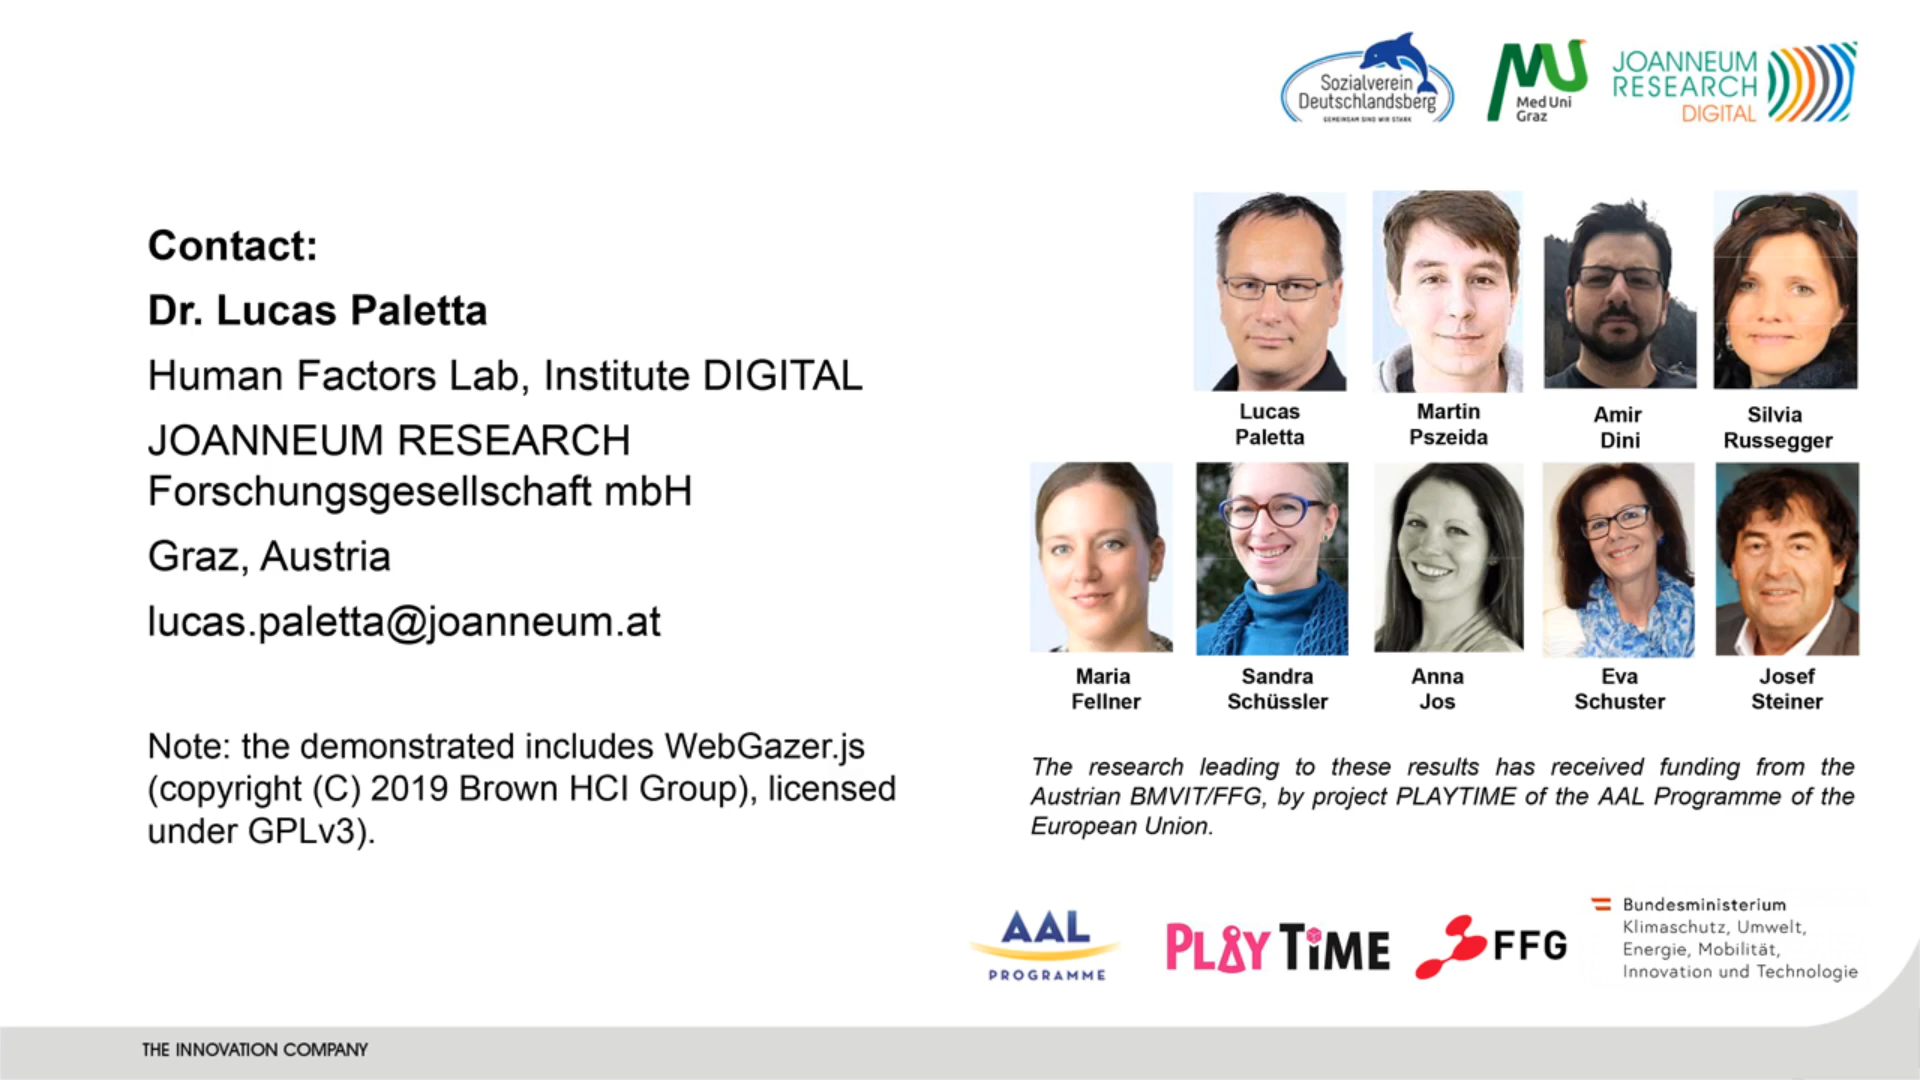 Sozialverein
Deutschlandsberg
GEMEINSAM SIND WIR STARK
Med Uni
Graz
JOANNEUM
RESEARCH
DIGITAL
Contact:
Dr. Lucas Paletta
Human Factors Lab, Institute DIGITAL
JOANNEUM RESEARCH
Forschungsgesellschaft mbH
Graz, Austria
lucas.paletta@joanneum.at
Note: the demonstrated includes WebGazer.js
(copyright (C) 2019 Brown HCI Group), licensed
under GPLv3).
Lucas
Paletta
Martin
Pszeida
Amir
Dini
Silvia
Russegger
Maria
Fellner
Sandra
Schüssler
Anna
Jos
Eva
Schuster
Josef
Steiner
The research leading to these results has received funding from the
Austrian BMVIT/FFG, by project PLAYTIME of the AAL Programme of the
European Union.
AAL
PROGRAMME
PLAYTIME
FFG
Bundesministerium
Klimaschutz, Umwelt,
Energie, Mobilität,
Innovation und Technologie
THE INNOVATION COMPANY